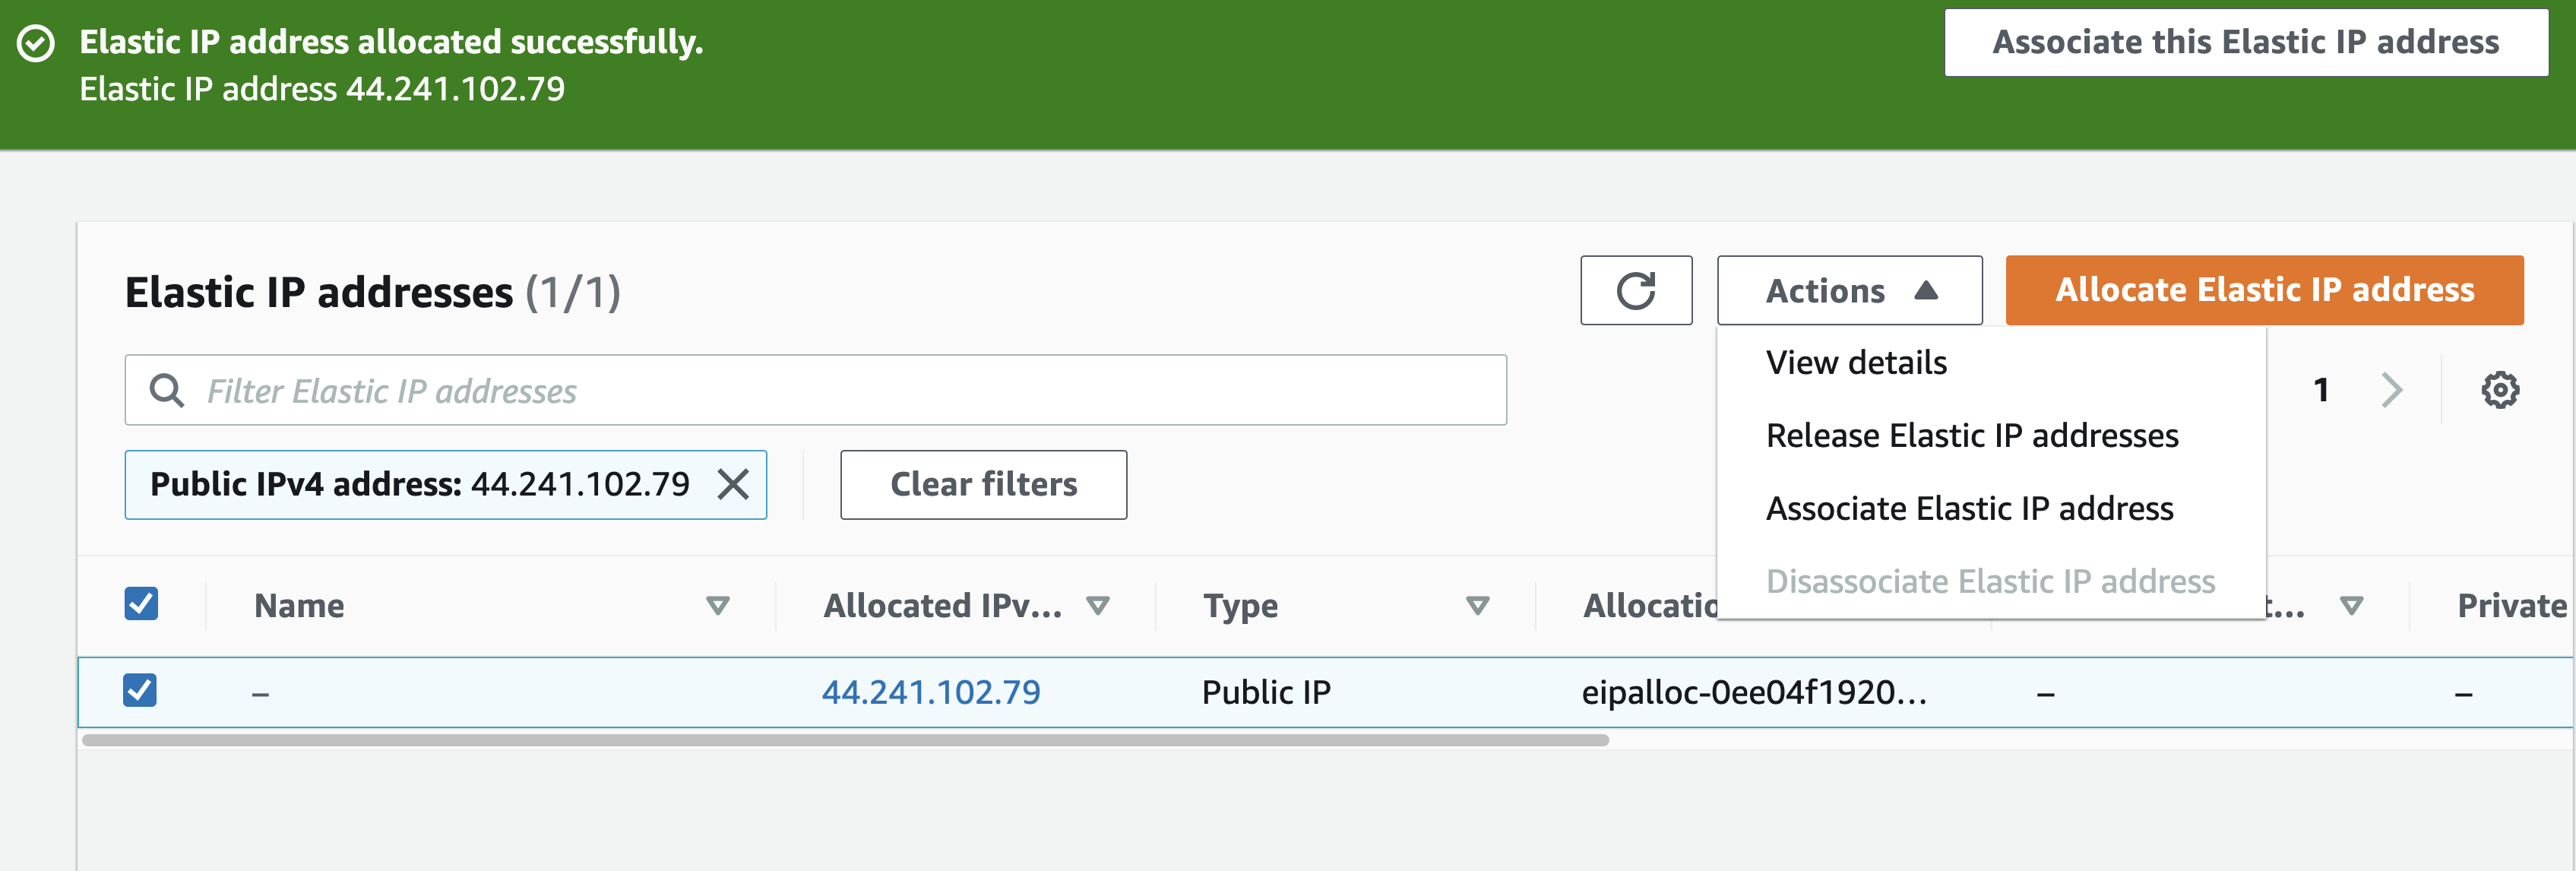 Elastic IP address allocated successfully.
Elastic IP address 44.241.102.79
Associate this Elastic IP address
Elastic IP addresses (1/1)
Actions
Allocate Elastic IP address
Filter Elastic IP addresses
View details
Release Elastic IP addresses
Associate Elastic IP address
Disassociate Elastic IP address
1
Public IPv4 address: 44.241.102.79
Clear filters
Name Allocated IPv... Type Allocatio t... Private
– 44.241.102.79 Public IP eipalloc-0ee04f1920... – –